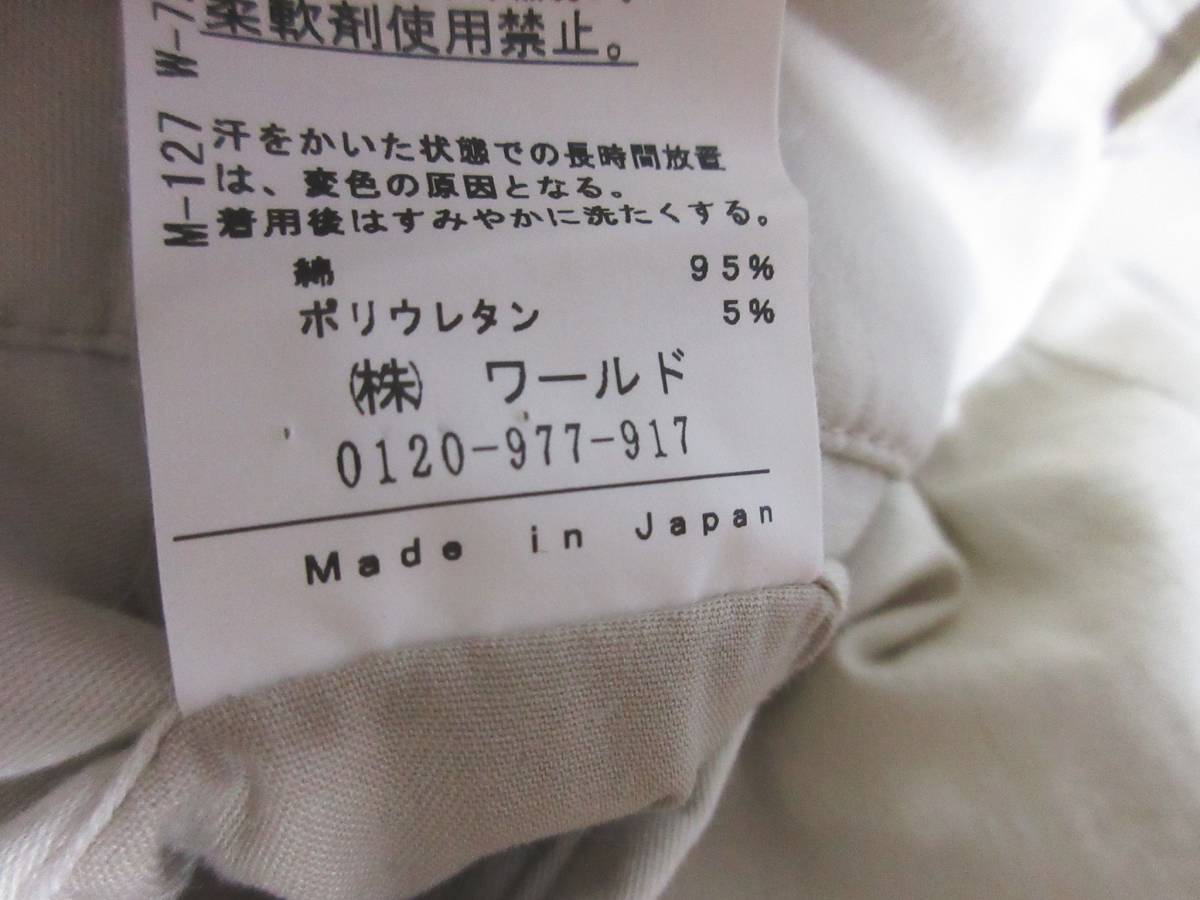 柔軟剤使用禁止。
汗をかいた状態での長時間放置
は、変色の原因となる。
着用後はすみやかに洗たくする。
綿 95%
ポリウレタン 5%
(株) ワールド
0120-977-917
Made in Japan
M-127 W-7